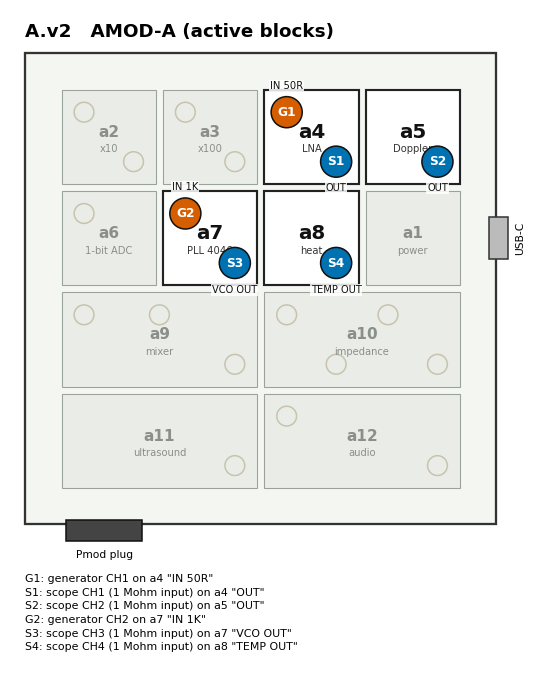 A.v2 AMOD-A (active blocks)
IN 50R
G1
a2
x10
a3
x100
a4
LNA
S1
OUT
a5
Doppler
S2
OUT
IN 1K
G2
a6
1-bit ADC
a7
PLL 4046
S3
VCO OUT
a8
heat
S4
TEMP OUT
a1
power
USB-C
a9
mixer
a10
impedance
a11
ultrasound
a12
audio
Pmod plug
G1: generator CH1 on a4 "IN 50R"
S1: scope CH1 (1 Mohm input) on a4 "OUT"
S2: scope CH2 (1 Mohm input) on a5 "OUT"
G2: generator CH2 on a7 "IN 1K"
S3: scope CH3 (1 Mohm input) on a7 "VCO OUT"
S4: scope CH4 (1 Mohm input) on a8 "TEMP OUT"